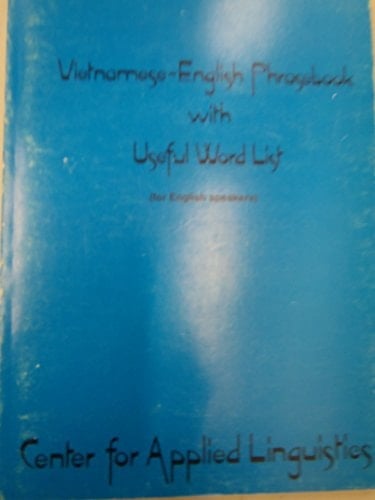 Vietnamese-English Phrasebook
with
Useful Word List
(for English speakers)
Center for Applied Linguistics